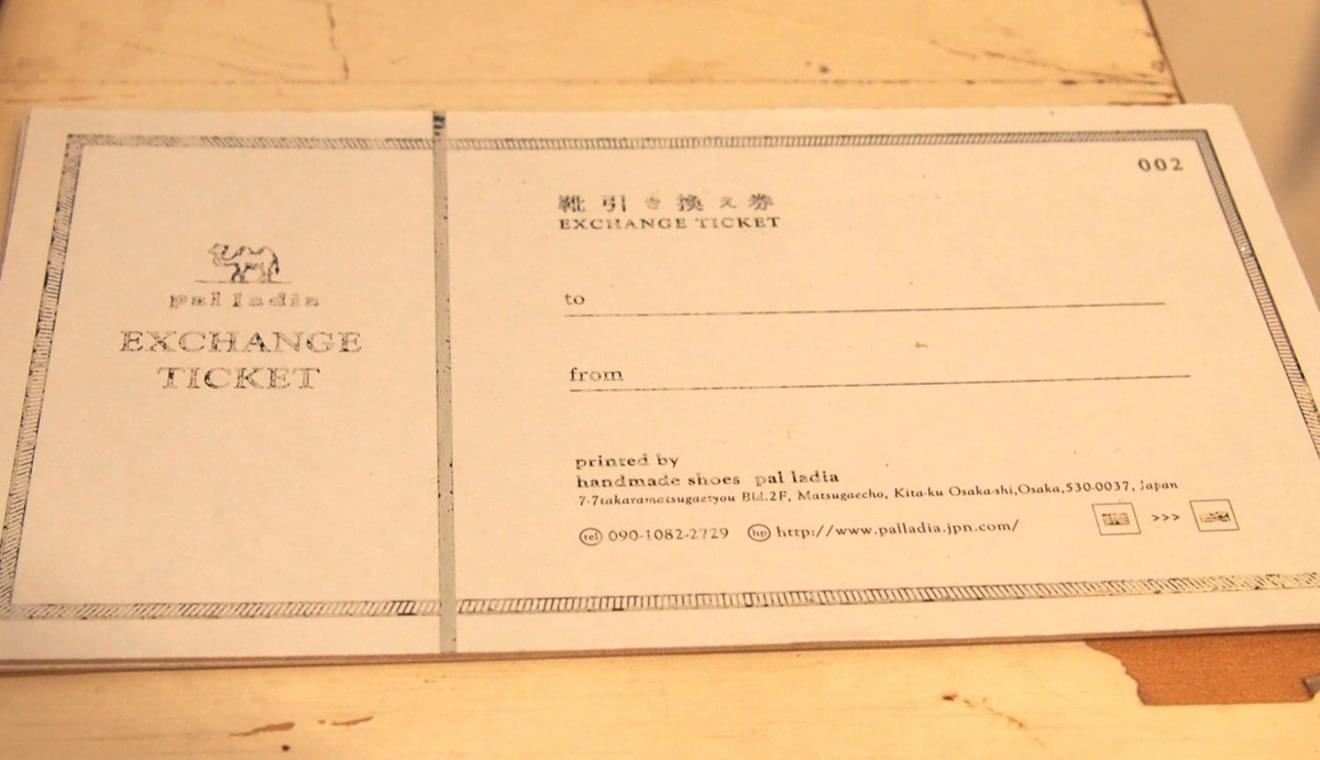 pal ladia
EXCHANGE
TICKET
002
靴引き換え券
EXCHANGE TICKET
to
from
printed by
handmade shoes pal ladia
7-7takaramatsugaetyou Bld.2F, Matsugaecho, Kita-ku Osaka-shi,Osaka,530-0037, Japan
tel 090-1082-2729 hp http://www.palladia.jpn.com/
>>>